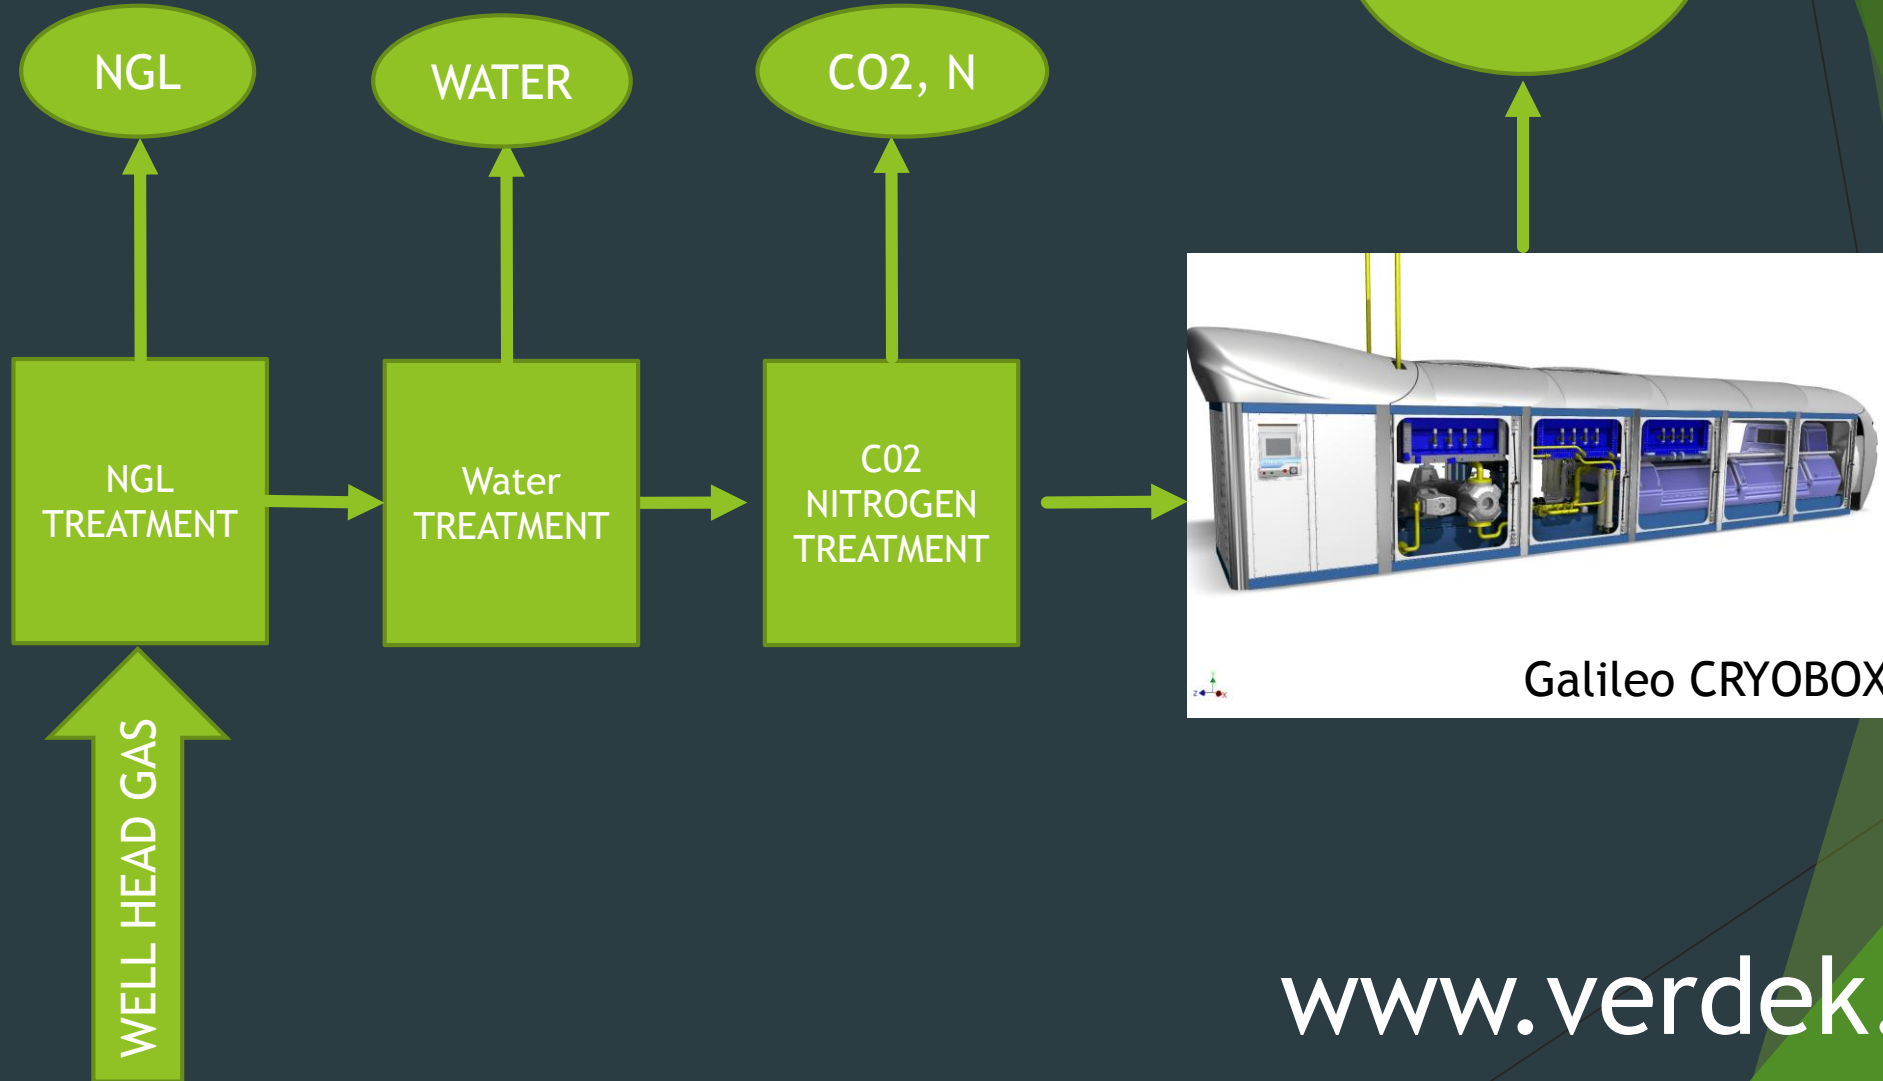 NGL
WATER
CO2, N
NGL
TREATMENT
Water
TREATMENT
C02
NITROGEN
TREATMENT
Galileo CRYOBOX
WELL HEAD GAS
www.verdek.